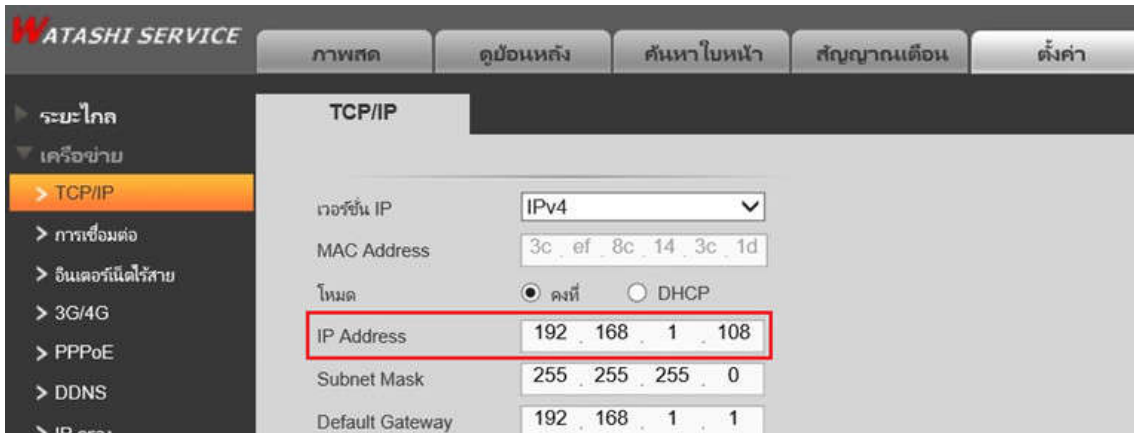 WATASHI SERVICE
ภาพสด ดูย้อนหลัง ค้นหาใบหน้า สัญญาณเตือน ตั้งค่า
ระยะไกล
เครือข่าย
> TCP/IP
> การเชื่อมต่อ
> อินเตอร์เน็ตไร้สาย
> 3G/4G
> PPPoE
> DDNS
TCP/IP
เวอร์ชั่น IP IPv4
MAC Address 3c . ef . 8c . 14 . 3c . 1d
โหมด คงที่ DHCP
IP Address 192 . 168 . 1 . 108
Subnet Mask 255 . 255 . 255 . 0
Default Gateway 192 . 168 . 1 . 1